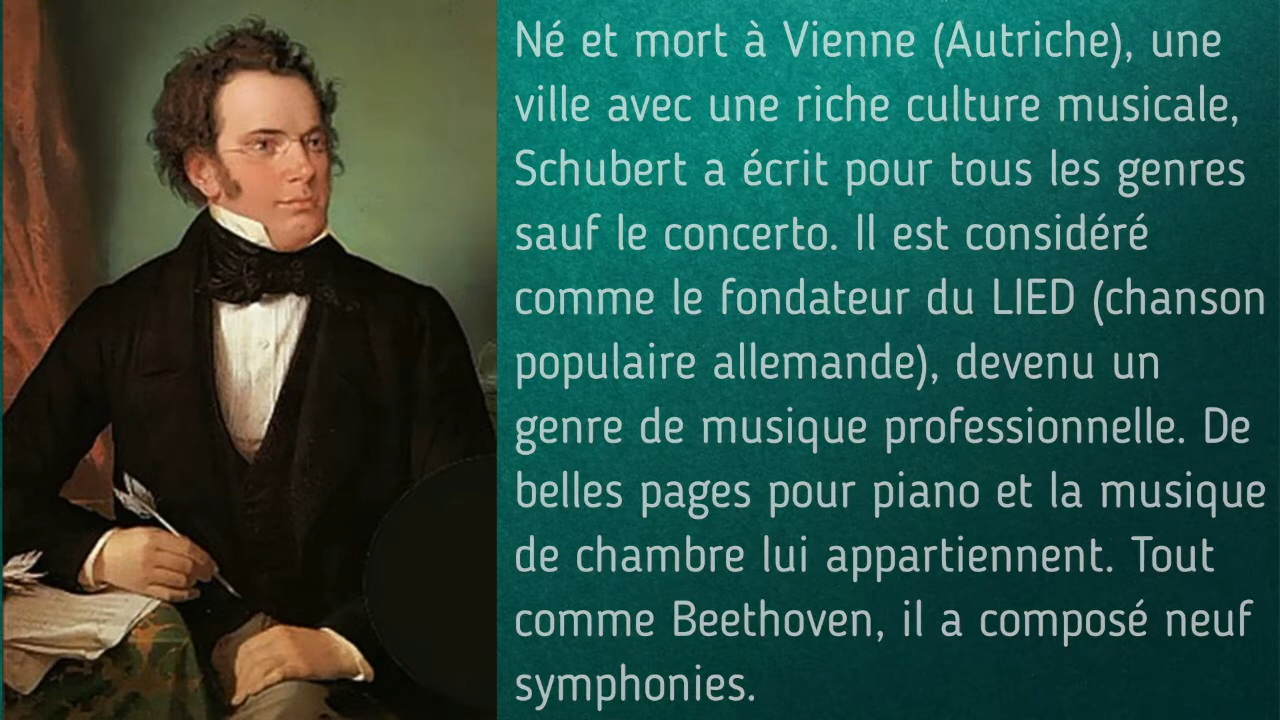 Né et mort à Vienne (Autriche), une
ville avec une riche culture musicale,
Schubert a écrit pour tous les genres
sauf le concerto. Il est considéré
comme le fondateur du LIED (chanson
populaire allemande), devenu un
genre de musique professionnelle. De
belles pages pour piano et la musique
de chambre lui appartiennent. Tout
comme Beethoven, il a composé neuf
symphonies.